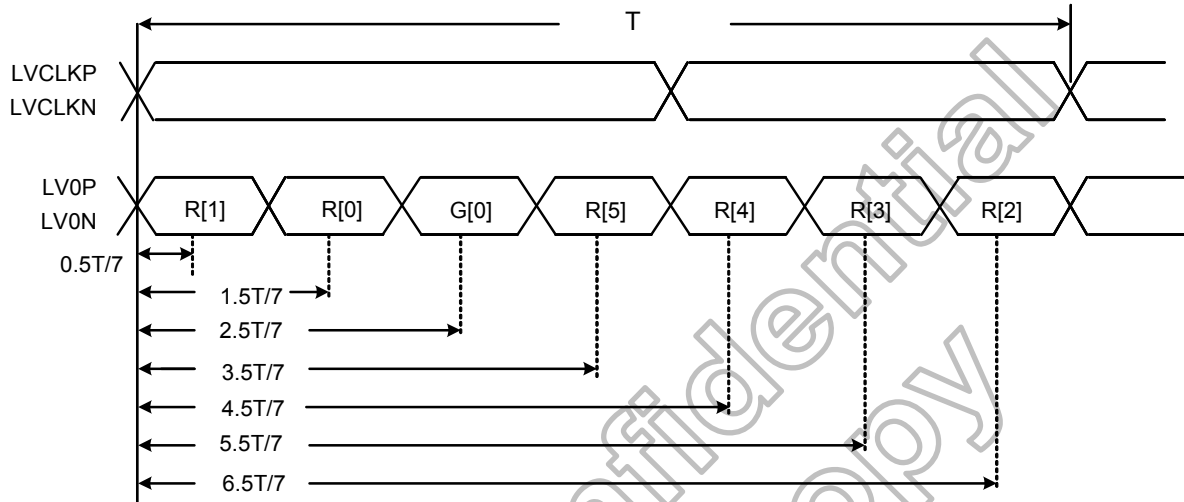 T
LVCLKP
LVCLKN
LV0P
LV0N
R[1] R[0] G[0] R[5] R[4] R[3] R[2]
0.5T/7
1.5T/7
2.5T/7
3.5T/7
4.5T/7
5.5T/7
6.5T/7